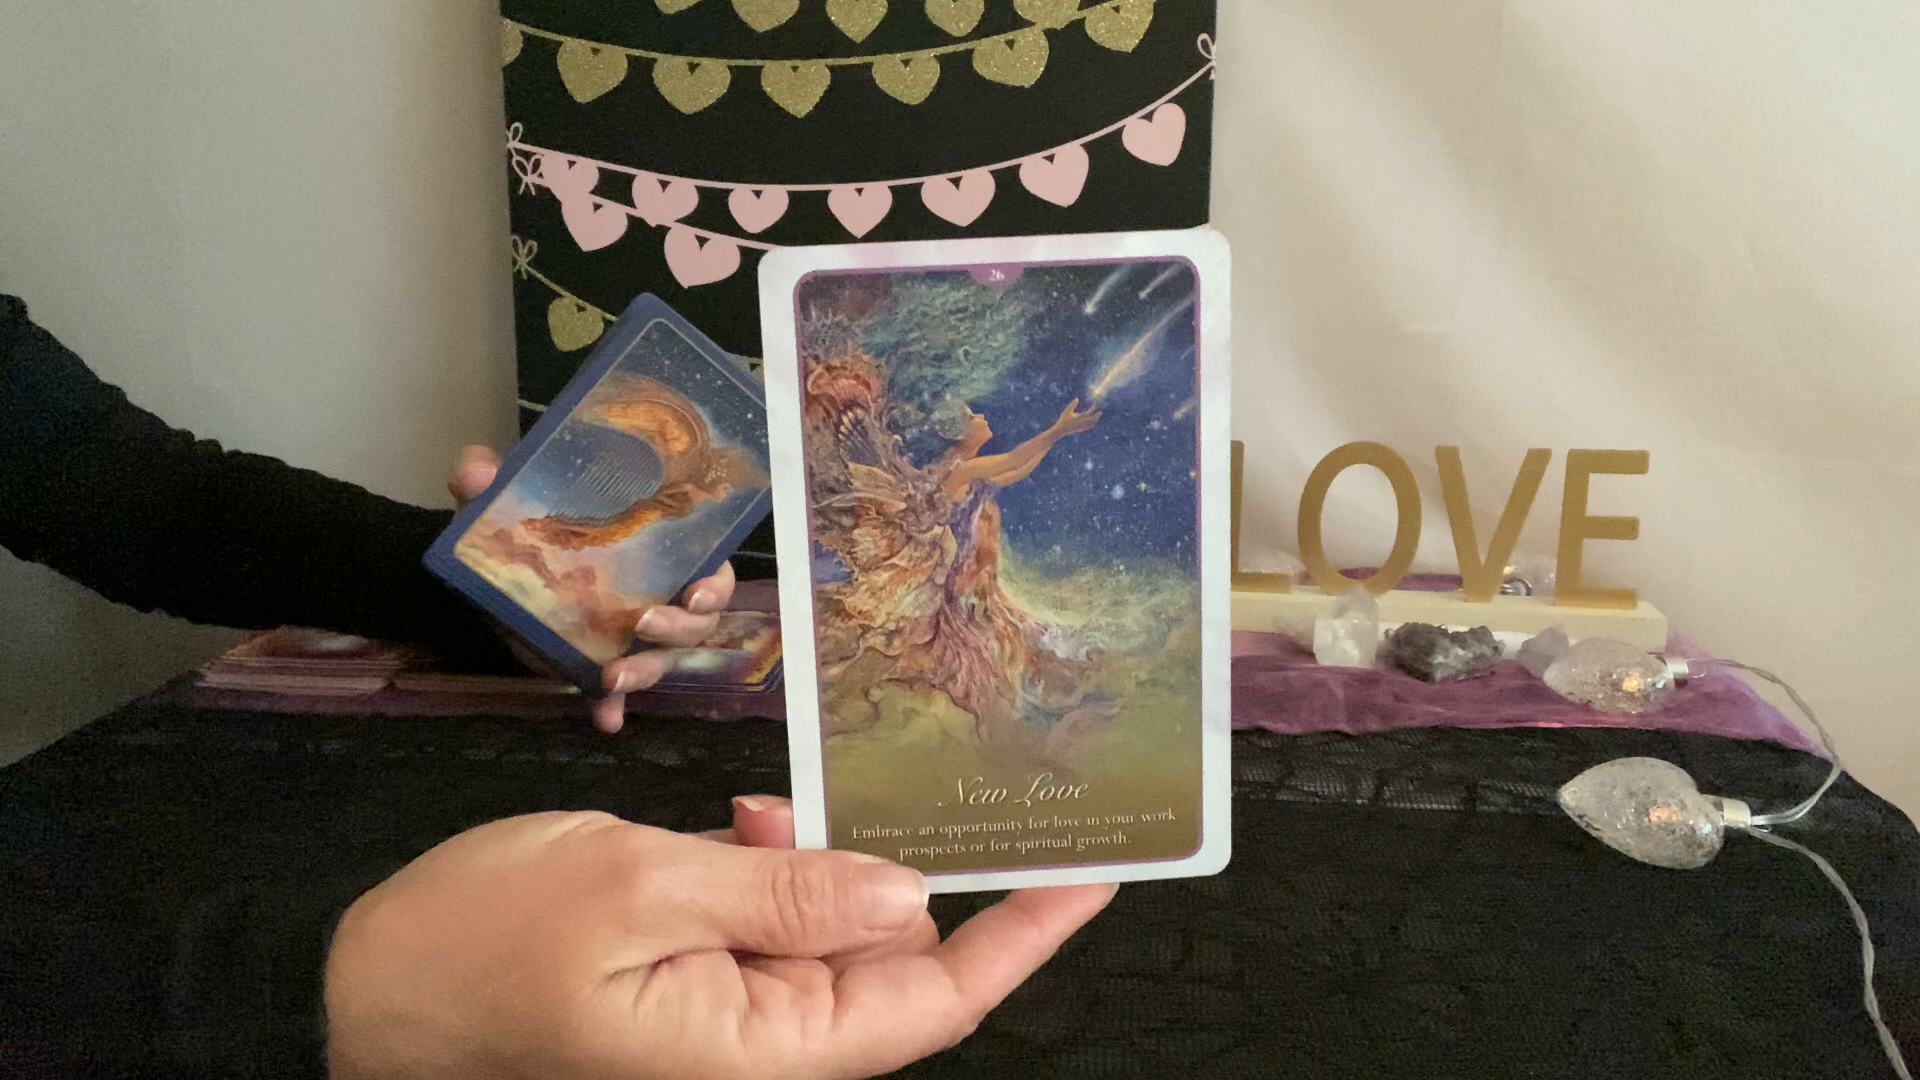 26
LOVE
New Love
Embrace an opportunity for love in your work
prospects or for spiritual growth.